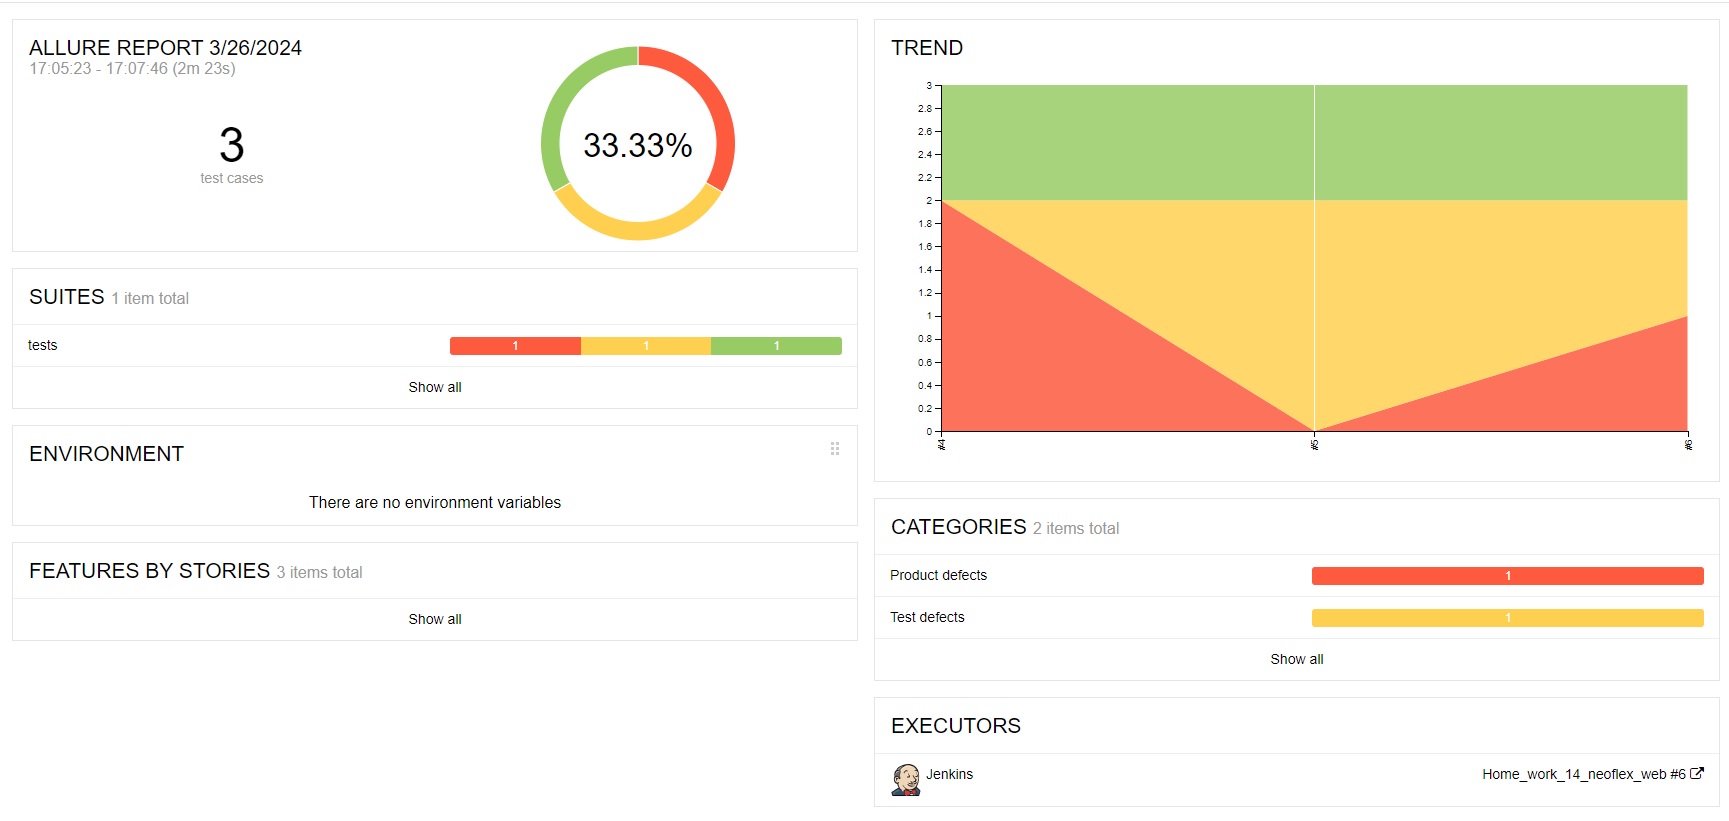 ALLURE REPORT 3/26/2024
17:05:23 - 17:07:46 (2m 23s)
3
test cases
33.33%
SUITES 1 item total
tests
1
1
1
Show all
ENVIRONMENT
There are no environment variables
FEATURES BY STORIES 3 items total
Show all
TREND
3
2.8
2.6
2.4
2.2
2
1.8
1.6
1.4
1.2
1
0.8
0.6
0.4
0.2
0
#4
#5
#6
CATEGORIES 2 items total
Product defects
1
Test defects
1
Show all
EXECUTORS
Jenkins
Home_work_14_neoflex_web #6